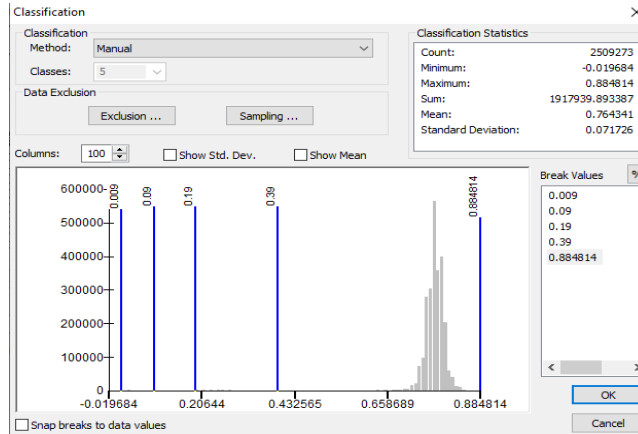 Classification
Classification
Method: Manual
Classes: 5
Data Exclusion
Exclusion ...
Sampling ...
Classification Statistics
Count: 2509273
Minimum: -0.019684
Maximum: 0.884814
Sum: 1917939.893387
Mean: 0.764341
Standard Deviation: 0.071726
Columns: 100
Show Std. Dev.
Show Mean
Break Values
%
0.009
0.09
0.19
0.39
0.884814
600000
500000
400000
300000
200000
100000
0
0.009
0.09
0.19
0.39
0.884814
-0.019684
0.20644
0.432565
0.658689
0.884814
Snap breaks to data values
OK
Cancel